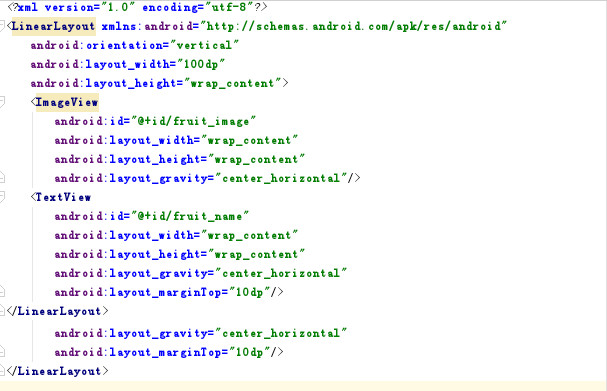 <?xml version="1.0" encoding="utf-8"?>
<LinearLayout xmlns:android="http://schemas.android.com/apk/res/android"
android:orientation="vertical"
android:layout_width="100dp"
android:layout_height="wrap_content">
<ImageView
android:id="@+id/fruit_image"
android:layout_width="wrap_content"
android:layout_height="wrap_content"
android:layout_gravity="center_horizontal"/>
<TextView
android:id="@+id/fruit_name"
android:layout_width="wrap_content"
android:layout_height="wrap_content"
android:layout_gravity="center_horizontal"
android:layout_marginTop="10dp"/>
</LinearLayout>
android:layout_gravity="center_horizontal"
android:layout_marginTop="10dp"/>
</LinearLayout>